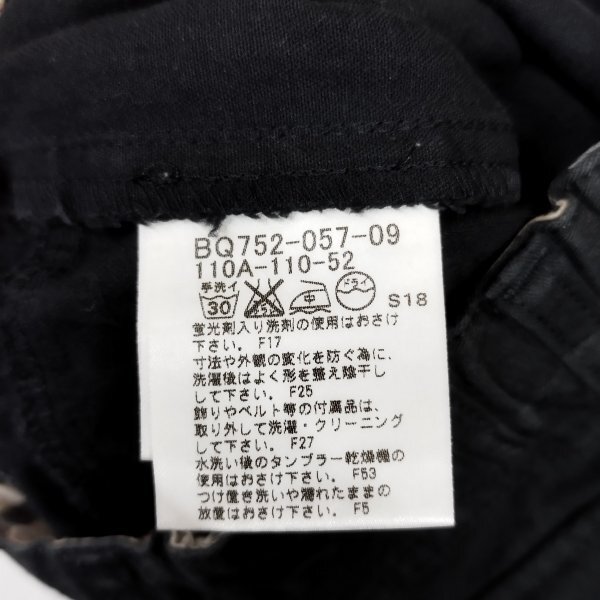 BQ752-057-09
110A-110-52
手洗イ
30
中
ドライ
S18
蛍光剤入り洗剤の使用はおさけ
下さい。F17
寸法や外観の変化を防ぐ為に、
洗濯後はよく形を整え陰干し
して下さい。F25
飾りやベルト等の付属品は、
取り外して洗濯・クリーニング
して下さい。F27
水洗い後のタンブラー乾燥機の
使用はおさけ下さい。F53
つけ置き洗いや濡れたままの
放置はおさけ下さい。F5